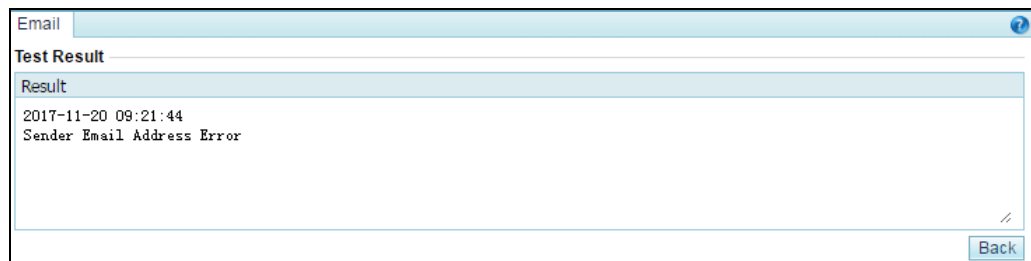 Email
?
Test Result
Result
2017-11-20 09:21:44
Sender Email Address Error
Back